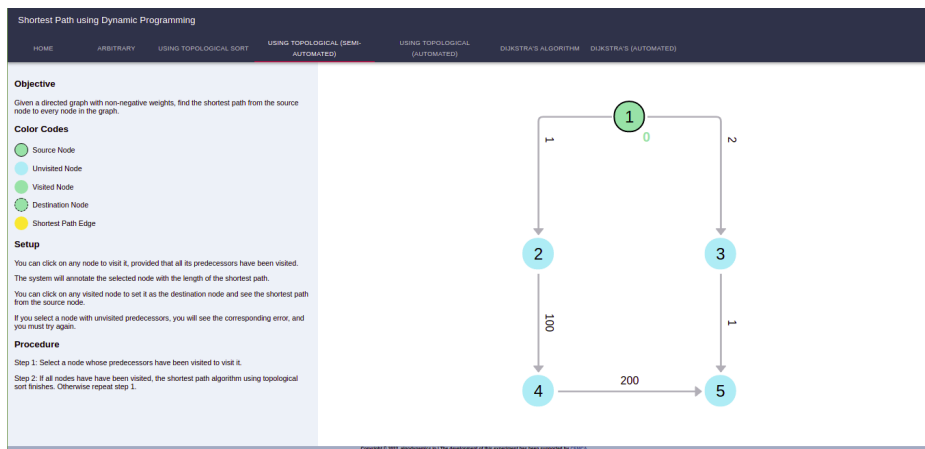 Shortest Path using Dynamic Programming
HOME
ARBITRARY
USING TOPOLOGICAL SORT
USING TOPOLOGICAL (SEMI-
AUTOMATED)
USING TOPOLOGICAL
(AUTOMATED)
DIJKSTRA'S ALGORITHM
DIJKSTRA'S (AUTOMATED)
Objective
Given a directed graph with non-negative weights, find the shortest path from the source
node to every node in the graph.
Color Codes
Source Node
Unvisited Node
Visited Node
Destination Node
Shortest Path Edge
Setup
You can click on any node to visit it, provided that all its predecessors have been visited.
The system will annotate the selected node with the length of the shortest path.
You can click on any visited node to set it as the destination node and see the shortest path
from the source node.
If you select a node with unvisited predecessors, you will see the corresponding error, and
you must try again.
Procedure
Step 1: Select a node whose predecessors have been visited to visit it.
Step 2: If all nodes have have been visited, the shortest path algorithm using topological
sort finishes. Otherwise repeat step 1.
1
0
1
2
2
3
100
1
4
200
5